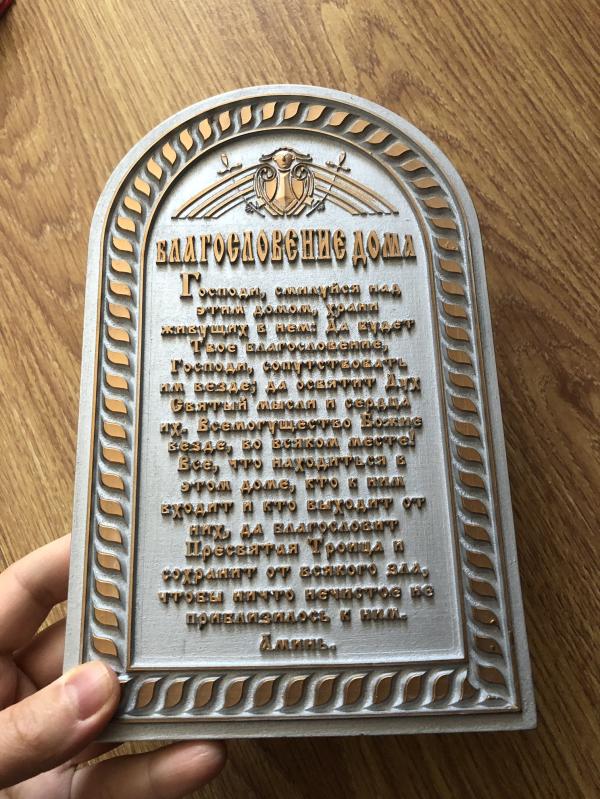 БЛАГОСЛОВЕНИЕ ДОМА
Господи, смилуйся над
этим домом, храни
живущих в нем: Да будет
Твое благословение,
Господи, сопутствовать
им везде; да освятит Дух
Святый мысли и сердца
их. Всемогущество Божие
везде, во всяком месте!
Все, что находиться в
этом доме, кто к ним
входит и кто выходит от
них, да благословит
Пресвятая Троица и
сохранит от всякого зла,
чтобы ничто нечистое не
приблизилось к ним.
Аминь.